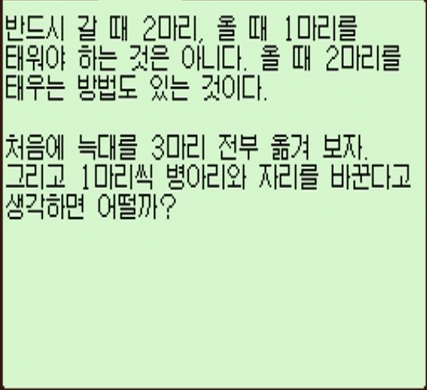 반드시 갈 때 2마리, 올 때 1마리를
태워야 하는 것은 아니다. 올 때 2마리를
태우는 방법도 있는 것이다.
처음에 늑대를 3마리 전부 옮겨 보자.
그리고 1마리씩 병아리와 자리를 바꾼다고
생각하면 어떨까?